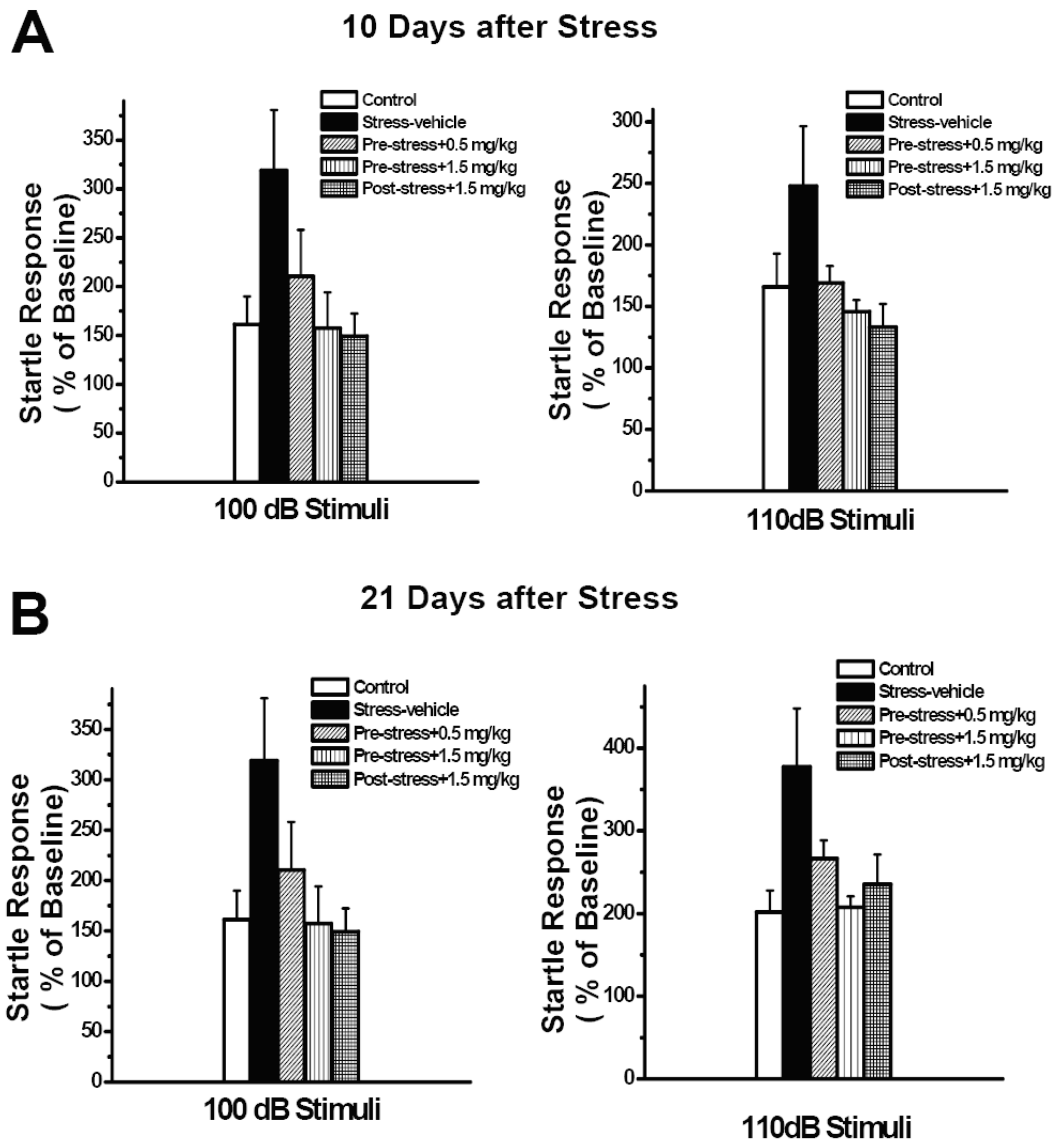 A
10 Days after Stress
Startle Response
( % of Baseline)
350
300
250
200
150
100
50
0
Control
Stress-vehicle
Pre-stress+0.5 mg/kg
Pre-stress+1.5 mg/kg
Post-stress+1.5 mg/kg
100 dB Stimuli
Startle Response
( % of Baseline)
300
250
200
150
100
50
0
Control
Stress-vehicle
Pre-stress+0.5 mg/kg
Pre-stress+1.5 mg/kg
Post-stress+1.5 mg/kg
110dB Stimuli
B
21 Days after Stress
Startle Response
( % of Baseline)
350
300
250
200
150
100
50
0
Control
Stress-vehicle
Pre-stress+0.5 mg/kg
Pre-stress+1.5 mg/kg
Post-stress+1.5 mg/kg
100 dB Stimuli
Startle Response
( % of Baseline)
400
300
200
100
0
Control
Stress-vehicle
Pre-stress+0.5 mg/kg
Pre-stress+1.5 mg/kg
Post-stress+1.5 mg/kg
110dB Stimuli